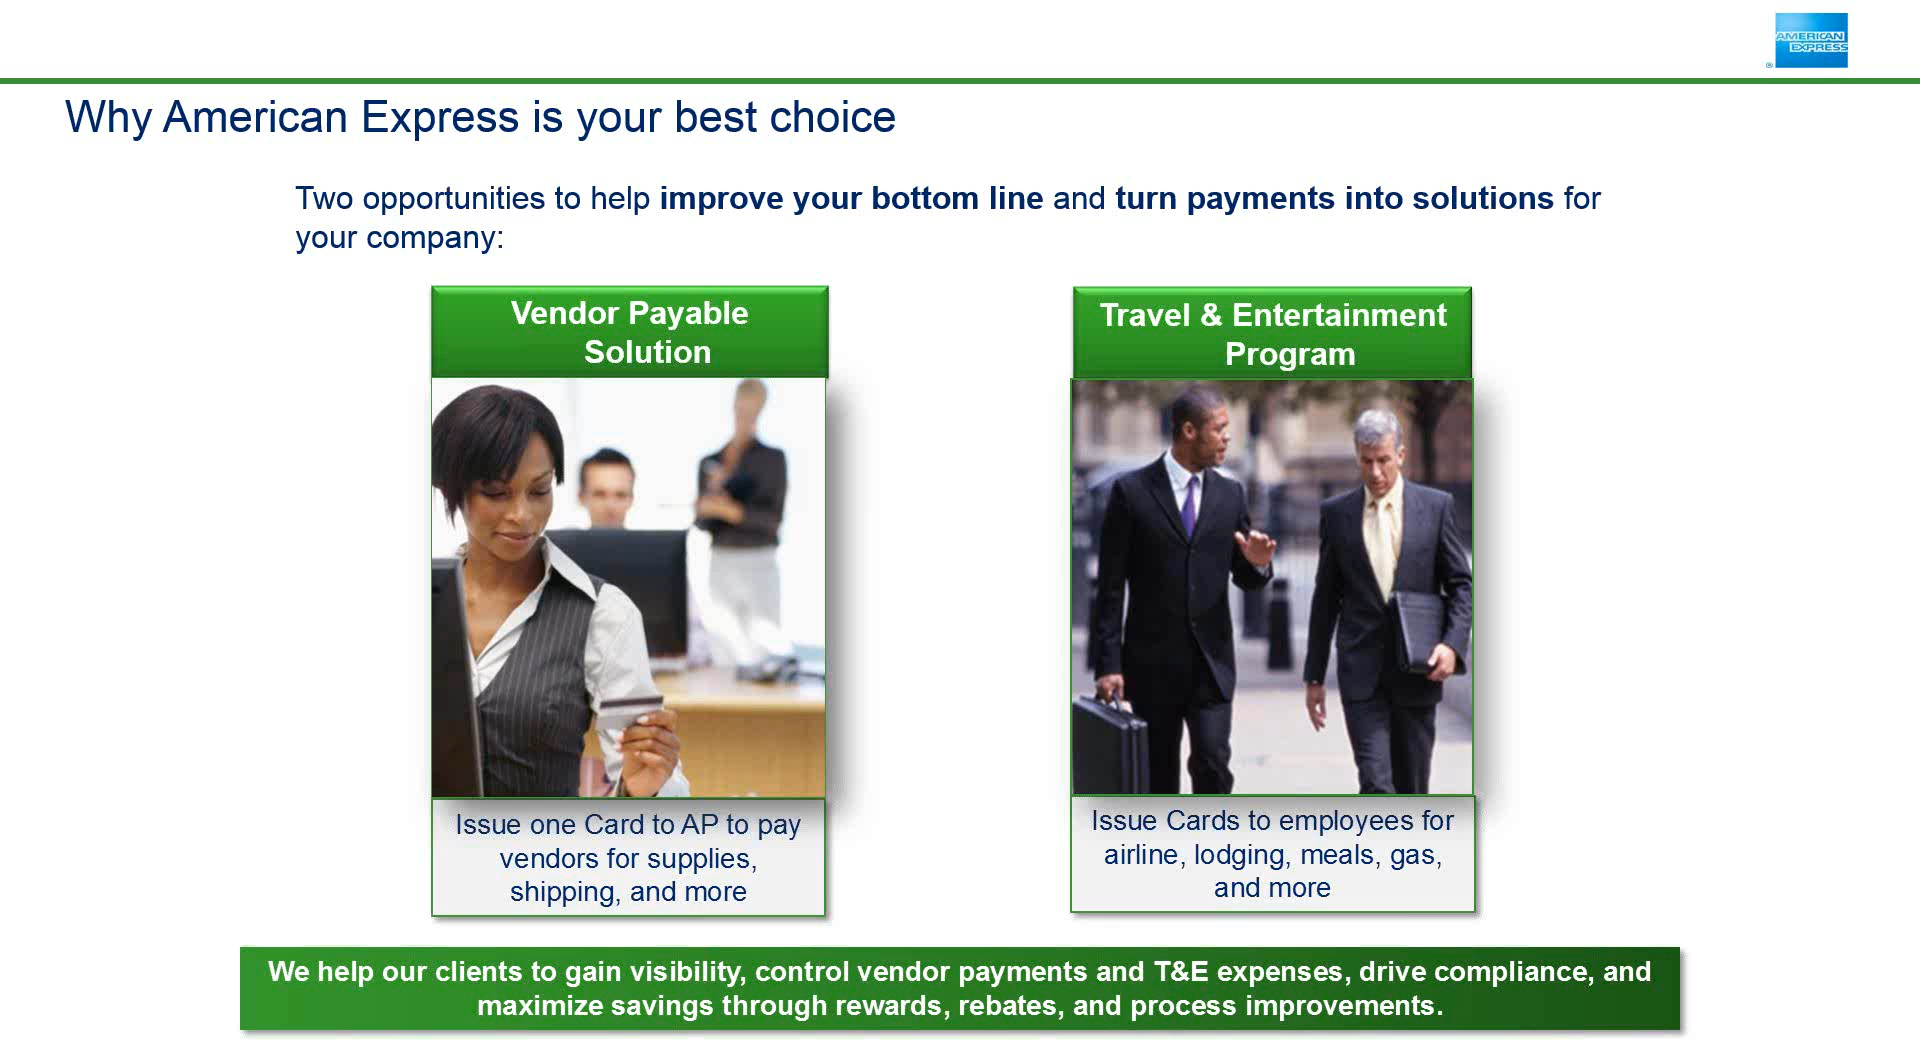 AMERICAN
EXPRESS
®
Why American Express is your best choice
Two opportunities to help improve your bottom line and turn payments into solutions for
your company:
Vendor Payable
Solution
Travel & Entertainment
Program
Issue one Card to AP to pay
vendors for supplies,
shipping, and more
Issue Cards to employees for
airline, lodging, meals, gas,
and more
We help our clients to gain visibility, control vendor payments and T&E expenses, drive compliance, and
maximize savings through rewards, rebates, and process improvements.